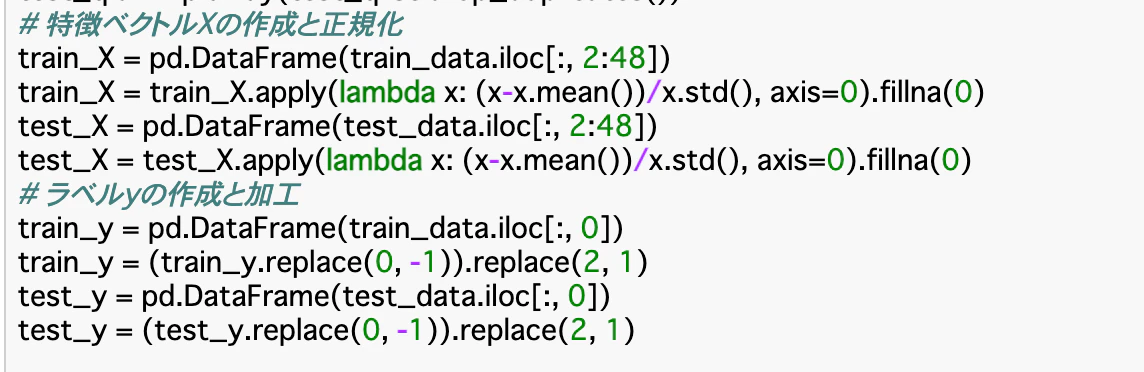 # 特徴ベクトルXの作成と正規化
train_X = pd.DataFrame(train_data.iloc[:, 2:48])
train_X = train_X.apply(lambda x: (x-x.mean())/x.std(), axis=0).fillna(0)
test_X = pd.DataFrame(test_data.iloc[:, 2:48])
test_X = test_X.apply(lambda x: (x-x.mean())/x.std(), axis=0).fillna(0)
# ラベルyの作成と加工
train_y = pd.DataFrame(train_data.iloc[:, 0])
train_y = (train_y.replace(0, -1)).replace(2, 1)
test_y = pd.DataFrame(test_data.iloc[:, 0])
test_y = (test_y.replace(0, -1)).replace(2, 1)